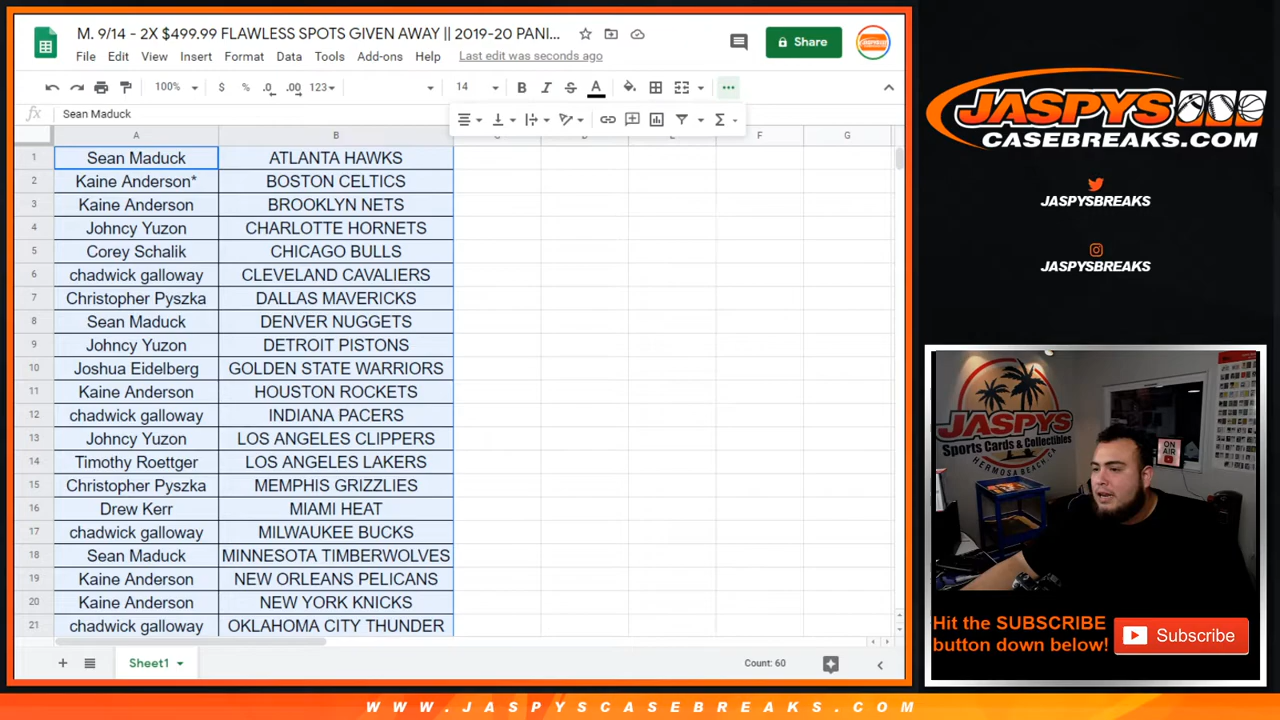 M. 9/14 - 2X $499.99 FLAWLESS SPOTS GIVEN AWAY || 2019-20 PANI...
File Edit View Insert Format Data Tools Add-ons Help Last edit was seconds ago
Share
100% $ % .0 .00 123 14 B I S A
fx Sean Maduck
A B C D E F G
1 Sean Maduck ATLANTA HAWKS
2 Kaine Anderson* BOSTON CELTICS
3 Kaine Anderson BROOKLYN NETS
4 Johncy Yuzon CHARLOTTE HORNETS
5 Corey Schalik CHICAGO BULLS
6 chadwick galloway CLEVELAND CAVALIERS
7 Christopher Pyszka DALLAS MAVERICKS
8 Sean Maduck DENVER NUGGETS
9 Johncy Yuzon DETROIT PISTONS
10 Joshua Eidelberg GOLDEN STATE WARRIORS
11 Kaine Anderson HOUSTON ROCKETS
12 chadwick galloway INDIANA PACERS
13 Johncy Yuzon LOS ANGELES CLIPPERS
14 Timothy Roettger LOS ANGELES LAKERS
15 Christopher Pyszka MEMPHIS GRIZZLIES
16 Drew Kerr MIAMI HEAT
17 chadwick galloway MILWAUKEE BUCKS
18 Sean Maduck MINNESOTA TIMBERWOLVES
19 Kaine Anderson NEW ORLEANS PELICANS
20 Kaine Anderson NEW YORK KNICKS
21 chadwick galloway OKLAHOMA CITY THUNDER
Sheet1
Count: 60
JASPYS
CASEBREAKS.COM
JASPYSBREAKS
JASPYSBREAKS
JASPYS
Sports Cards & Collectibles
HERMOSA BEACH, CA
ON AIR
Hit the SUBSCRIBE
button down below!
Subscribe
WWW.JASPYSCASEBREAKS.COM